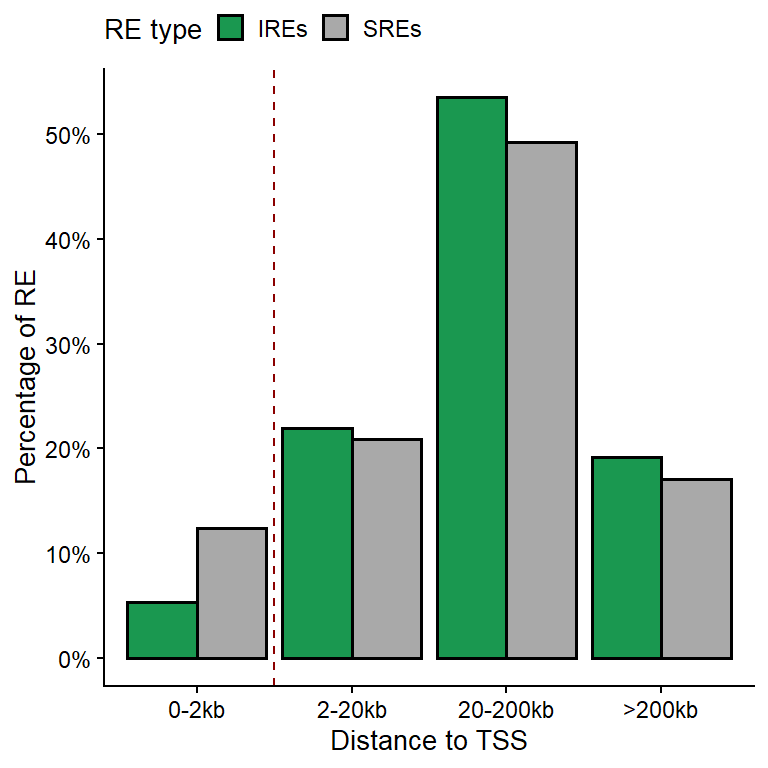 RE type IREs SREs
Percentage of RE
50%
40%
30%
20%
10%
0%
0-2kb 2-20kb 20-200kb >200kb
Distance to TSS